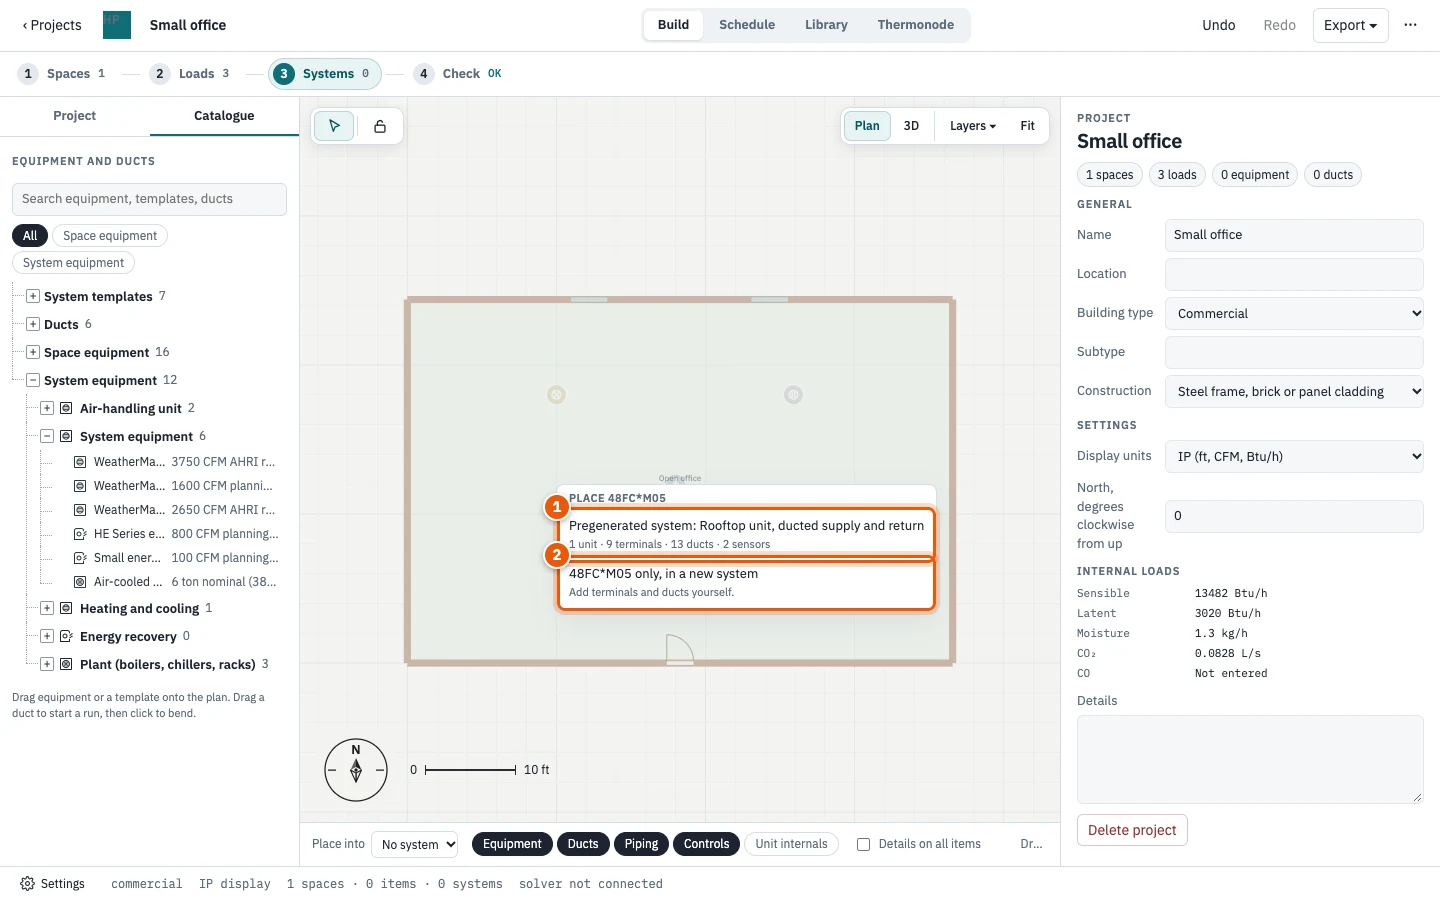 ‹ Projects
HP
Small office
Build
Schedule
Library
Thermonode
Undo
Redo
Export
1 Spaces 1
2 Loads 3
3 Systems 0
4 Check OK
Project
Catalogue
EQUIPMENT AND DUCTS
Search equipment, templates, ducts
All
Space equipment
System equipment
System templates 7
Ducts 6
Space equipment 16
System equipment 12
Air-handling unit 2
System equipment 6
WeatherMa... 3750 CFM AHRI r...
WeatherMa... 1600 CFM planni...
WeatherMa... 2650 CFM AHRI r...
HE Series e... 800 CFM planning...
Small ener... 100 CFM planning...
Air-cooled ... 6 ton nominal (38...
Heating and cooling 1
Energy recovery 0
Plant (boilers, chillers, racks) 3
Drag equipment or a template onto the plan. Drag a
duct to start a run, then click to bend.
Plan
3D
Layers
Fit
Open office
PLACE 48FC*M05
1
Pregenerated system: Rooftop unit, ducted supply and return
1 unit · 9 terminals · 13 ducts · 2 sensors
2
48FC*M05 only, in a new system
Add terminals and ducts yourself.
N
0
10 ft
Place into
No system
Equipment
Ducts
Piping
Controls
Unit internals
Details on all items
Dr...
PROJECT
Small office
1 spaces
3 loads
0 equipment
0 ducts
GENERAL
Name
Small office
Location
Building type
Commercial
Subtype
Construction
Steel frame, brick or panel cladding
SETTINGS
Display units
IP (ft, CFM, Btu/h)
North,
degrees
clockwise
from up
0
INTERNAL LOADS
Sensible 13482 Btu/h
Latent 3020 Btu/h
Moisture 1.3 kg/h
CO₂ 0.0828 L/s
CO Not entered
Details
Delete project
Settings
commercial
IP display
1 spaces · 0 items · 0 systems
solver not connected